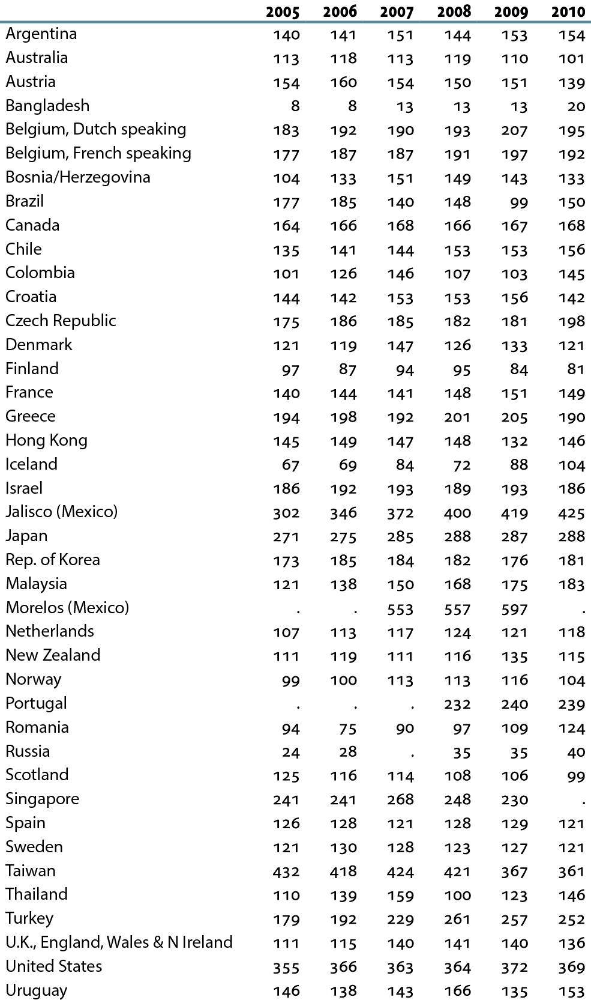 2005 2006 2007 2008 2009 2010
Argentina 140 141 151 144 153 154
Australia 113 118 113 119 110 101
Austria 154 160 154 150 151 139
Bangladesh 8 8 13 13 13 20
Belgium, Dutch speaking 183 192 190 193 207 195
Belgium, French speaking 177 187 187 191 197 192
Bosnia/Herzegovina 104 133 151 149 143 133
Brazil 177 185 140 148 99 150
Canada 164 166 168 166 167 168
Chile 135 141 144 153 153 156
Colombia 101 126 146 107 103 145
Croatia 144 142 153 153 156 142
Czech Republic 175 186 185 182 181 198
Denmark 121 119 147 126 133 121
Finland 97 87 94 95 84 81
France 140 144 141 148 151 149
Greece 194 198 192 201 205 190
Hong Kong 145 149 147 148 132 146
Iceland 67 69 84 72 88 104
Israel 186 192 193 189 193 186
Jalisco (Mexico) 302 346 372 400 419 425
Japan 271 275 285 288 287 288
Rep. of Korea 173 185 184 182 176 181
Malaysia 121 138 150 168 175 183
Morelos (Mexico) . . 553 557 597 .
Netherlands 107 113 117 124 121 118
New Zealand 111 119 111 116 135 115
Norway 99 100 113 113 116 104
Portugal . . . 232 240 239
Romania 94 75 90 97 109 124
Russia 24 28 . 35 35 40
Scotland 125 116 114 108 106 99
Singapore 241 241 268 248 230 .
Spain 126 128 121 128 129 121
Sweden 121 130 128 123 127 121
Taiwan 432 418 424 421 367 361
Thailand 110 139 159 100 123 146
Turkey 179 192 229 261 257 252
U.K., England, Wales & N Ireland 111 115 140 141 140 136
United States 355 366 363 364 372 369
Uruguay 146 138 143 166 135 153